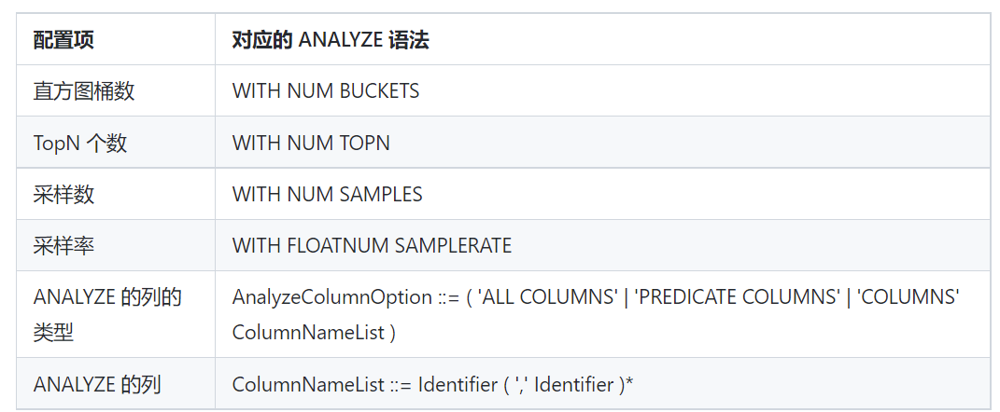 配置项 对应的 ANALYZE 语法
直方图桶数 WITH NUM BUCKETS
TopN 个数 WITH NUM TOPN
采样数 WITH NUM SAMPLES
采样率 WITH FLOATNUM SAMPLERATE
ANALYZE 的列的
类型
AnalyzeColumnOption ::= ( 'ALL COLUMNS' | 'PREDICATE COLUMNS' | 'COLUMNS'
ColumnNameList )
ANALYZE 的列 ColumnNameList ::= Identifier ( ',' Identifier )*